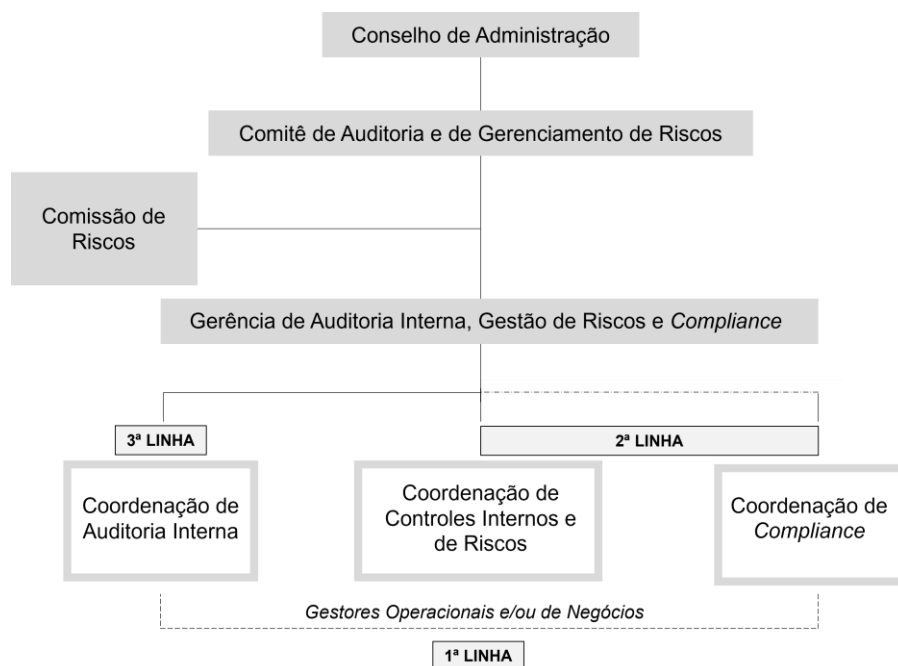 Conselho de Administração
Comitê de Auditoria e de Gerenciamento de Riscos
Comissão de
Riscos
Gerência de Auditoria Interna, Gestão de Riscos e Compliance
3ª LINHA
2ª LINHA
Coordenação de
Auditoria Interna
Coordenação de
Controles Internos e
de Riscos
Coordenação de
Compliance
Gestores Operacionais e/ou de Negócios
1ª LINHA